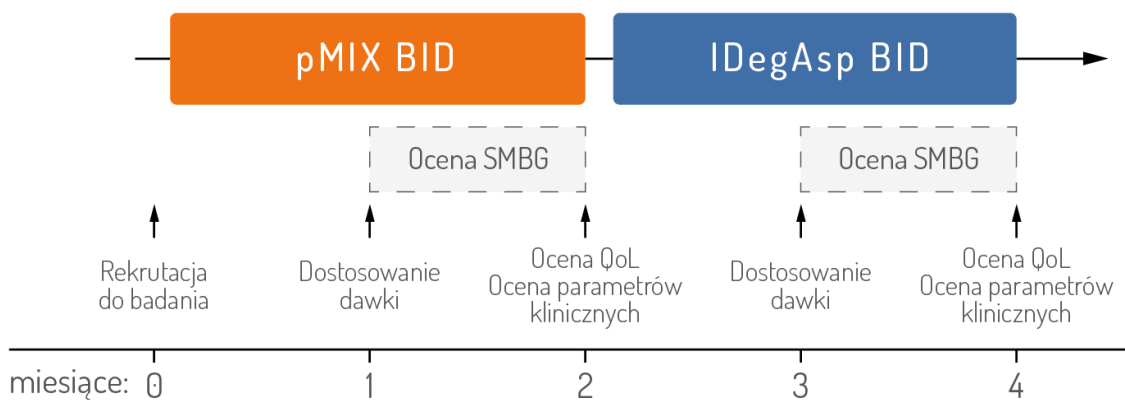 pMIX BID
IDegAsp BID
Ocena SMBG
Ocena SMBG
Rekrutacja
do badania
Dostosowanie
dawki
Ocena QoL
Ocena parametrów
klinicznych
Dostosowanie
dawki
Ocena QoL
Ocena parametrów
klinicznych
miesiące: 0 1 2 3 4